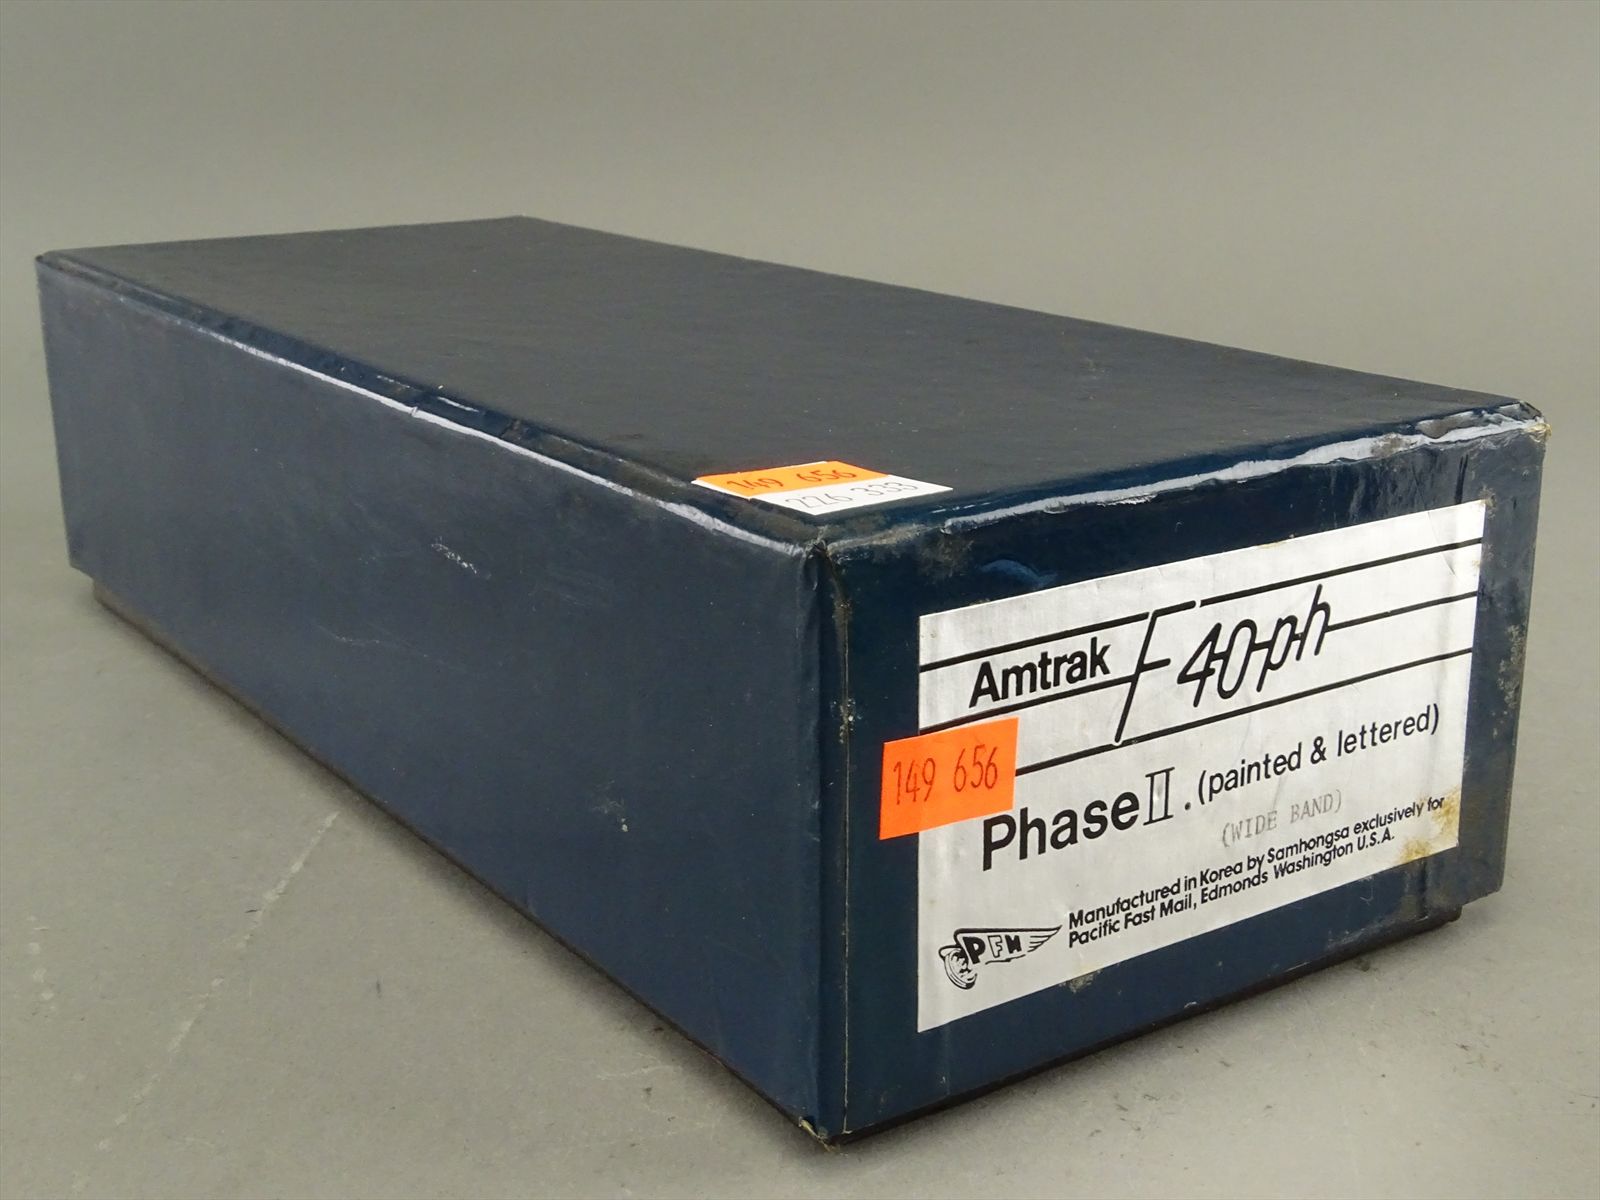 149 656
226 333
Amtrak F40ph
149 656
Phase II. (painted & lettered)
(WIDE BAND)
Manufactured in Korea by Samhongsa exclusively for
Pacific Fast Mail, Edmonds Washington U.S.A.
PFM